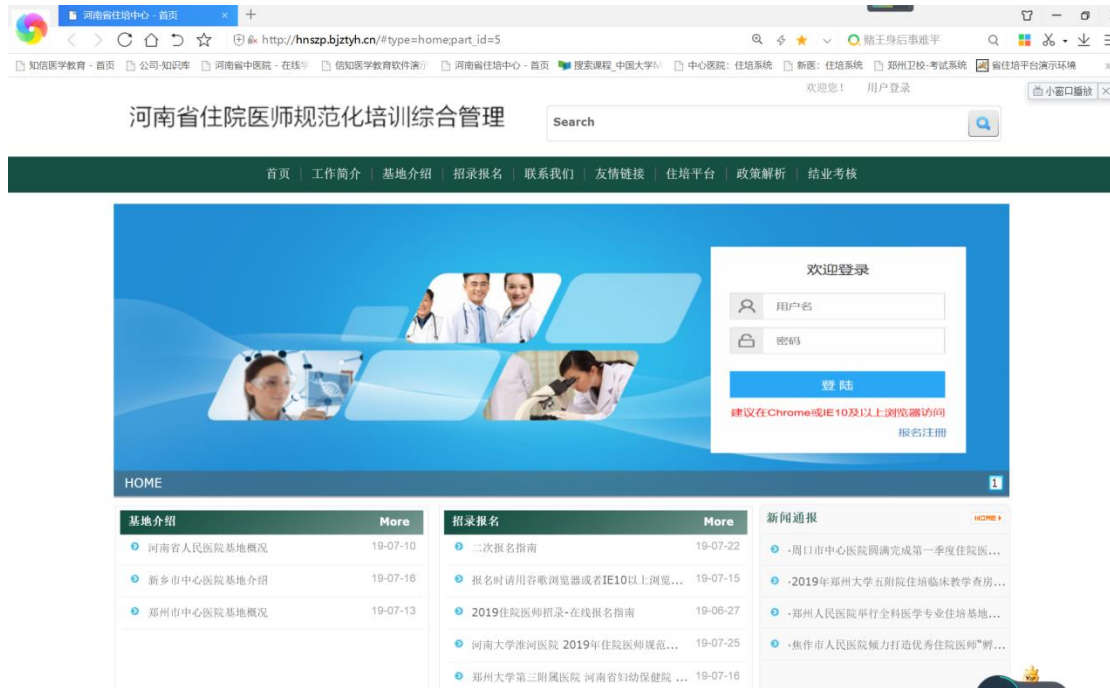 河南省住培中心 - 首页
http://hnszp.bjztyh.cn/#type=home;part_id=5
赌王身后事难平
知信医学教育 - 首页 公司-知识库 河南省中医院 - 在线 信知医学教育软件演示 河南省住培中心 - 首页 搜索课程_中国大学M 中心医院：住培系统 新医：住培系统 郑州卫校-考试系统 省住培平台演示环境
欢迎您！ 用户登录
小窗口播放
河南省住院医师规范化培训综合管理
Search
首页 | 工作简介 | 基地介绍 | 招录报名 | 联系我们 | 友情链接 | 住培平台 | 政策解析 | 结业考核
欢迎登录
用户名
密码
登 陆
建议在Chrome或IE10及以上浏览器访问
报名注册
HOME
1
基地介绍 More
河南省人民医院基地概况 19-07-10
新乡市中心医院基地介绍 19-07-16
郑州市中心医院基地概况 19-07-13
招录报名 More
二次报名指南 19-07-22
报名时请用谷歌浏览器或者IE10以上浏览... 19-07-15
2019住院医师招录-在线报名指南 19-06-27
河南大学淮河医院 2019年住院医师规范... 19-07-25
郑州大学第三附属医院 河南省妇幼保健院 ... 19-07-16
新闻通报 MORE
·周口市中心医院圆满完成第一季度住院医...
·2019年郑州大学五附院住培临床教学查房...
·郑州人民医院举行全科医学专业住培基地...
·焦作市人民医院倾力打造优秀住院医师"孵...